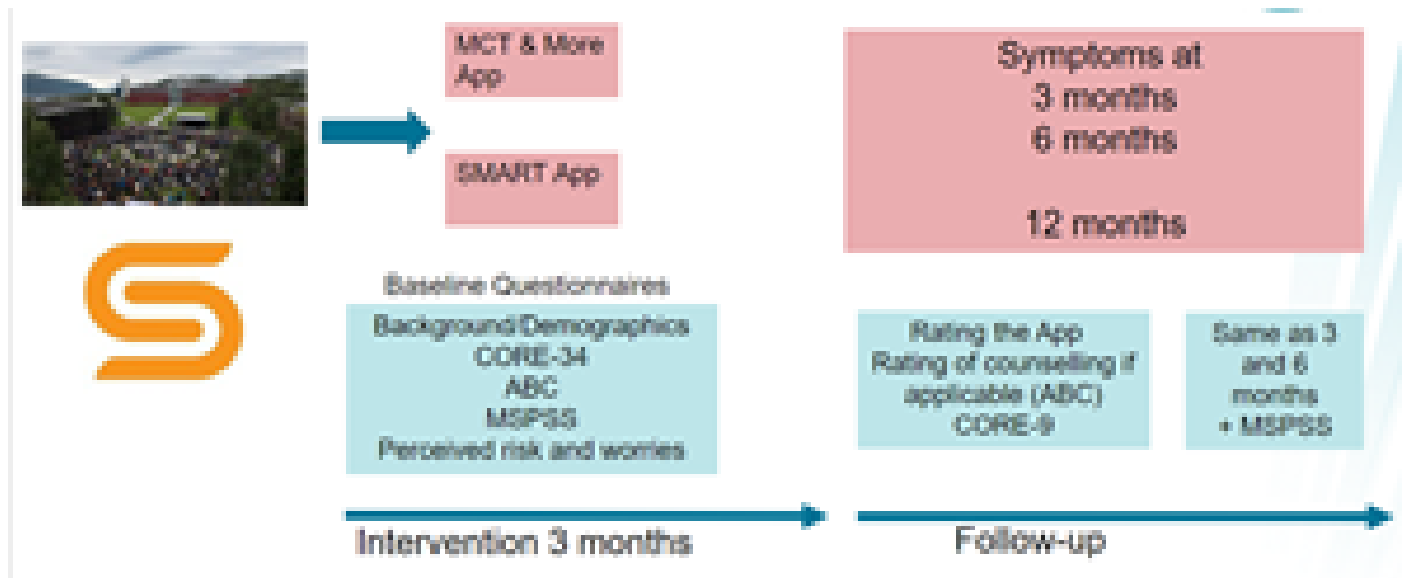 MCT & More
App
SMART App
Symptoms at
3 months
6 months
12 months
Baseline Questionnaires
Background/Demographics
CORE-34
ABC
MSPSS
Perceived risk and worries
Rating the App
Rating of counselling if
applicable (ABC)
CORE-9
Same as 3
and 6
months
+ MSPSS
Intervention 3 months
Follow-up